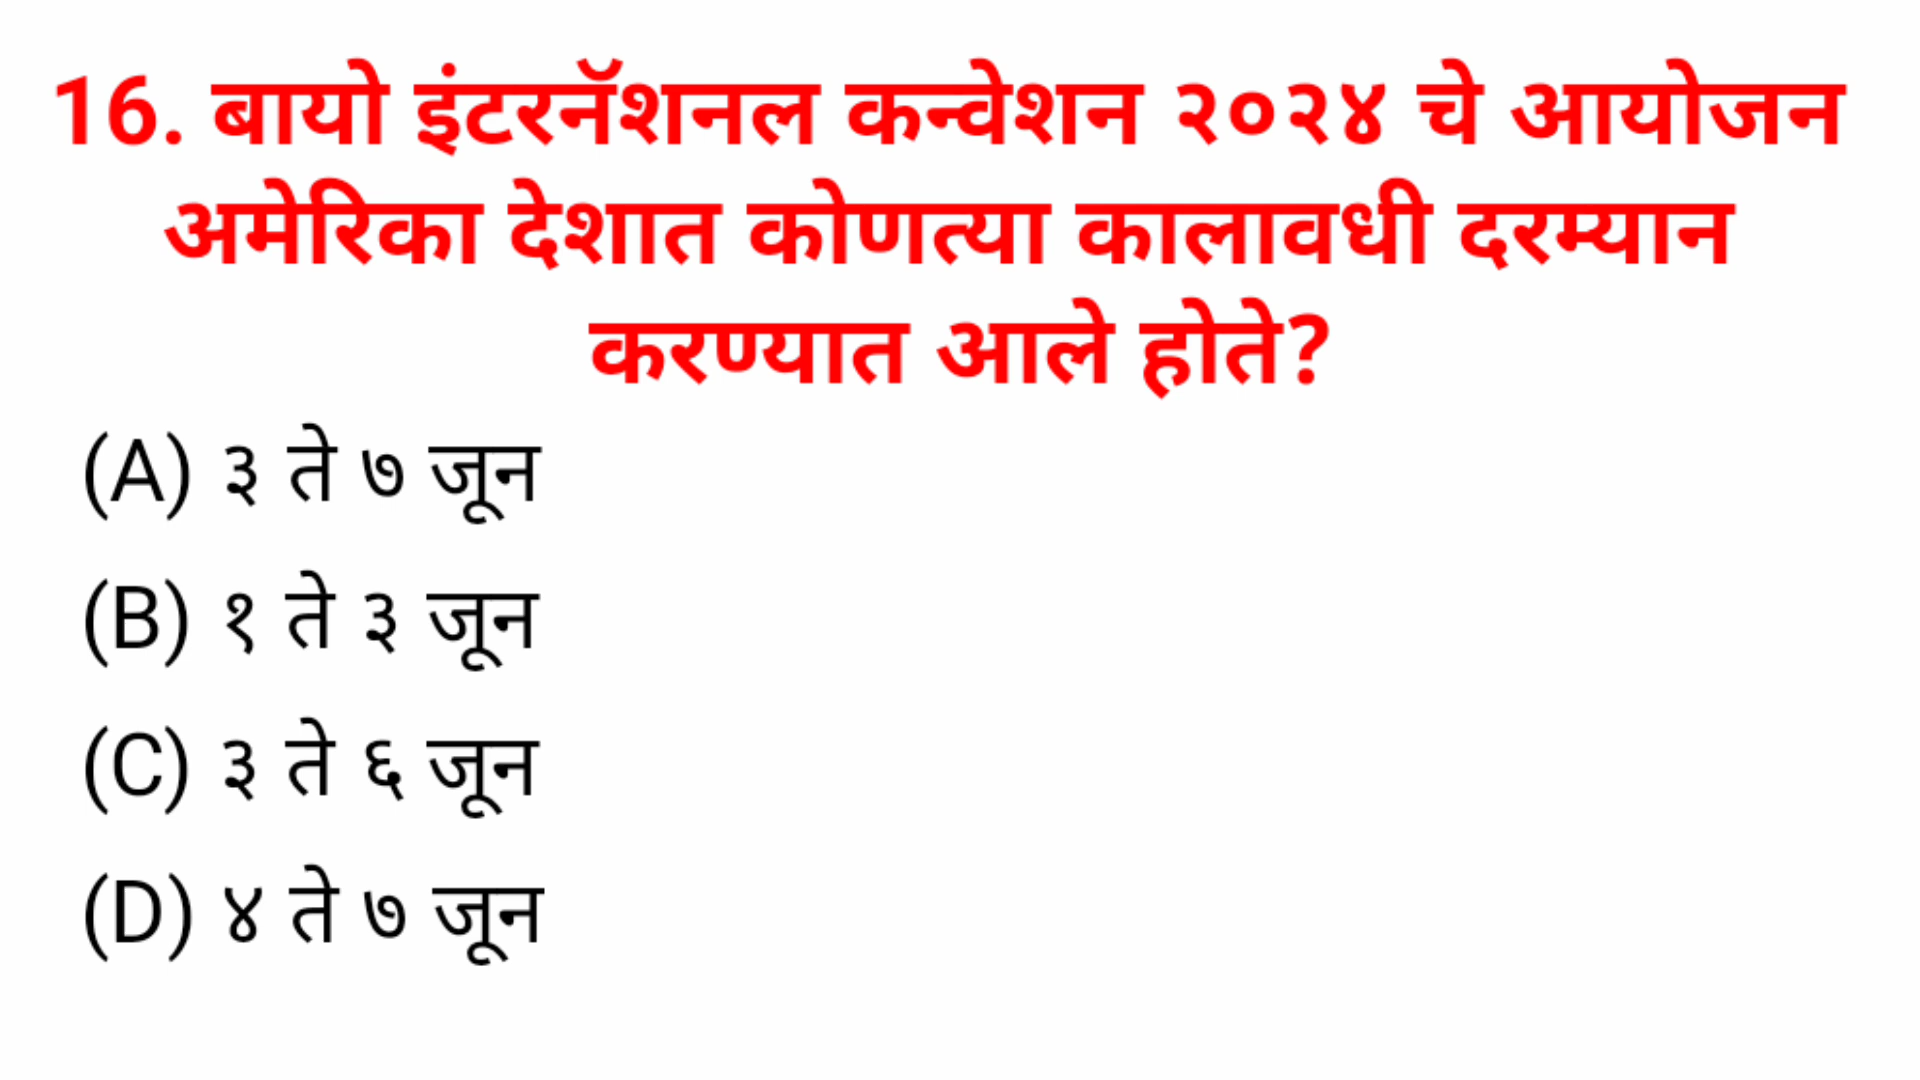 16. बायो इंटरनॅशनल कन्वेशन २०२४ चे आयोजन
अमेरिका देशात कोणत्या कालावधी दरम्यान
करण्यात आले होते?
(A) ३ ते ७ जून
(B) १ ते ३ जून
(C) ३ ते ६ जून
(D) ४ ते ७ जून